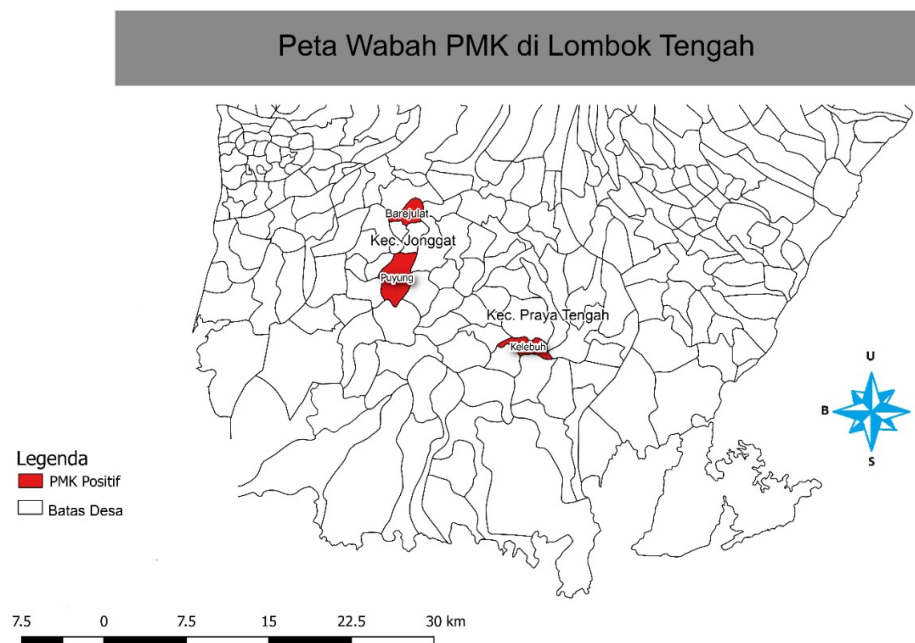 Peta Wabah PMK di Lombok Tengah
Barejulat
Kec. Jonggat
Puyung
Kec. Praya Tengah
Kelebuh
U
B
S
Legenda
PMK Positif
Batas Desa
7.5 0 7.5 15 22.5 30 km